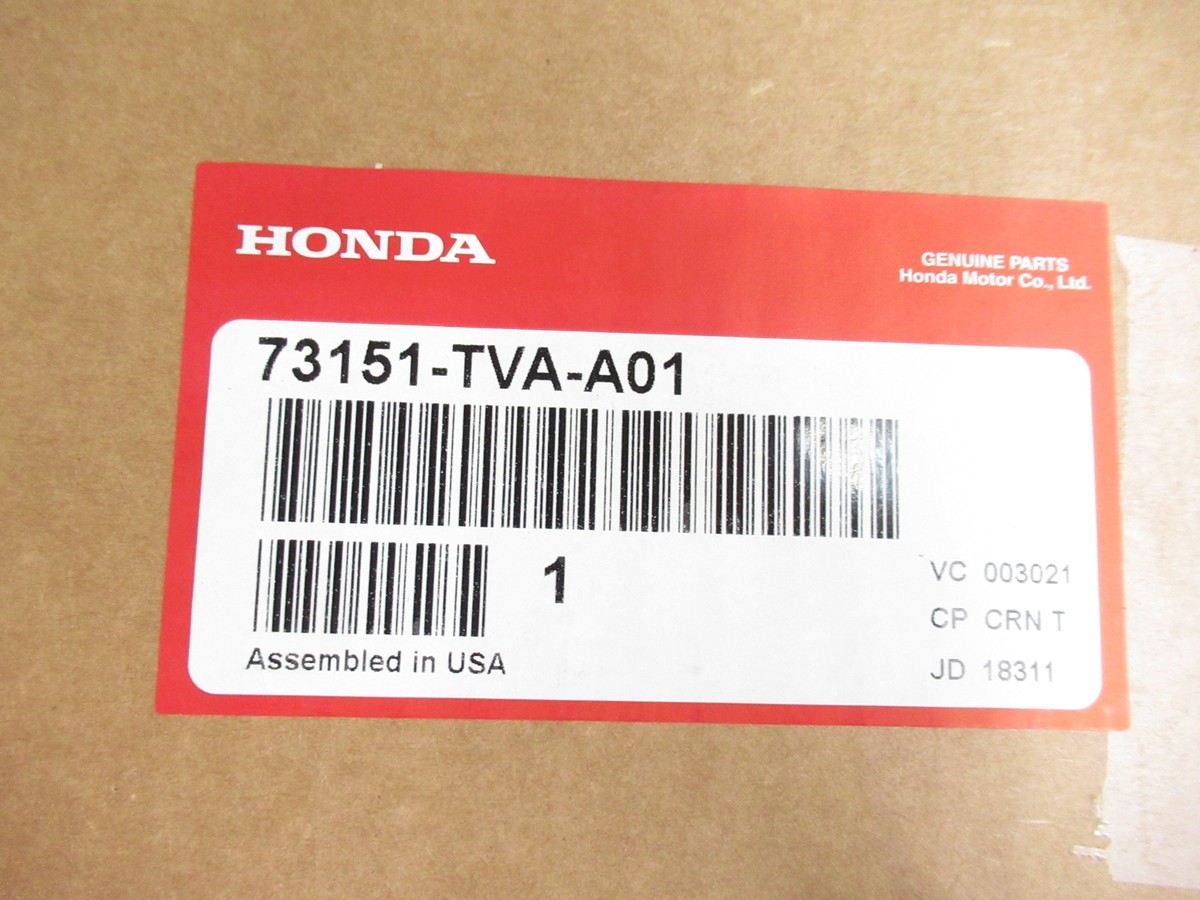 HONDA
GENUINE PARTS
Honda Motor Co., Ltd.
73151-TVA-A01
1
VC 003021
CP CRN T
JD 18311
Assembled in USA